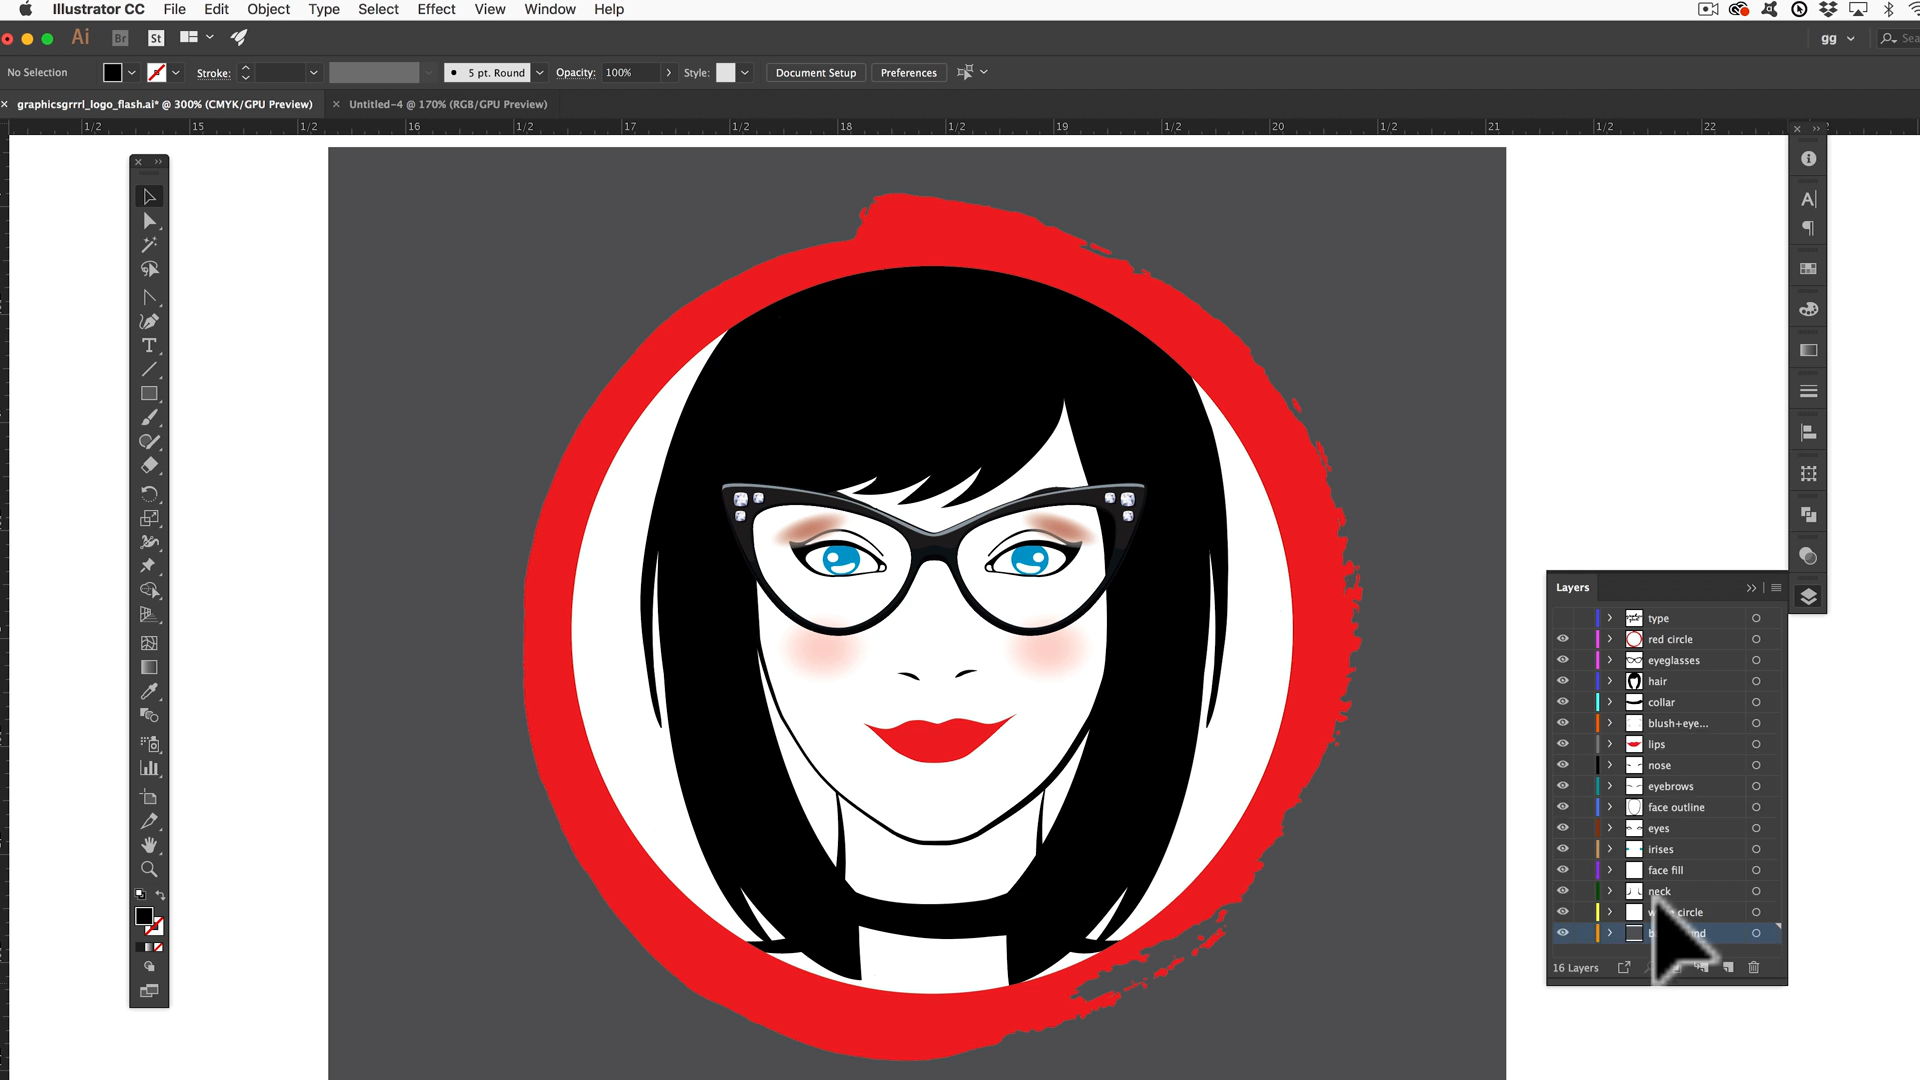 Illustrator CC File Edit Object Type Select Effect View Window Help
Ai Br St gg
No Selection Stroke: 5 pt. Round Opacity: 100% Style: Document Setup Preferences
graphicsgrrrl_logo_flash.ai* @ 300% (CMYK/GPU Preview) Untitled-4 @ 170% (RGB/GPU Preview)
1/2 15 1/2 16 1/2 17 1/2 18 1/2 19 1/2 20 1/2 21 1/2 22
Layers
type
red circle
eyeglasses
hair
collar
blush+eye...
lips
nose
eyebrows
face outline
eyes
irises
face fill
neck
circle
16 Layers